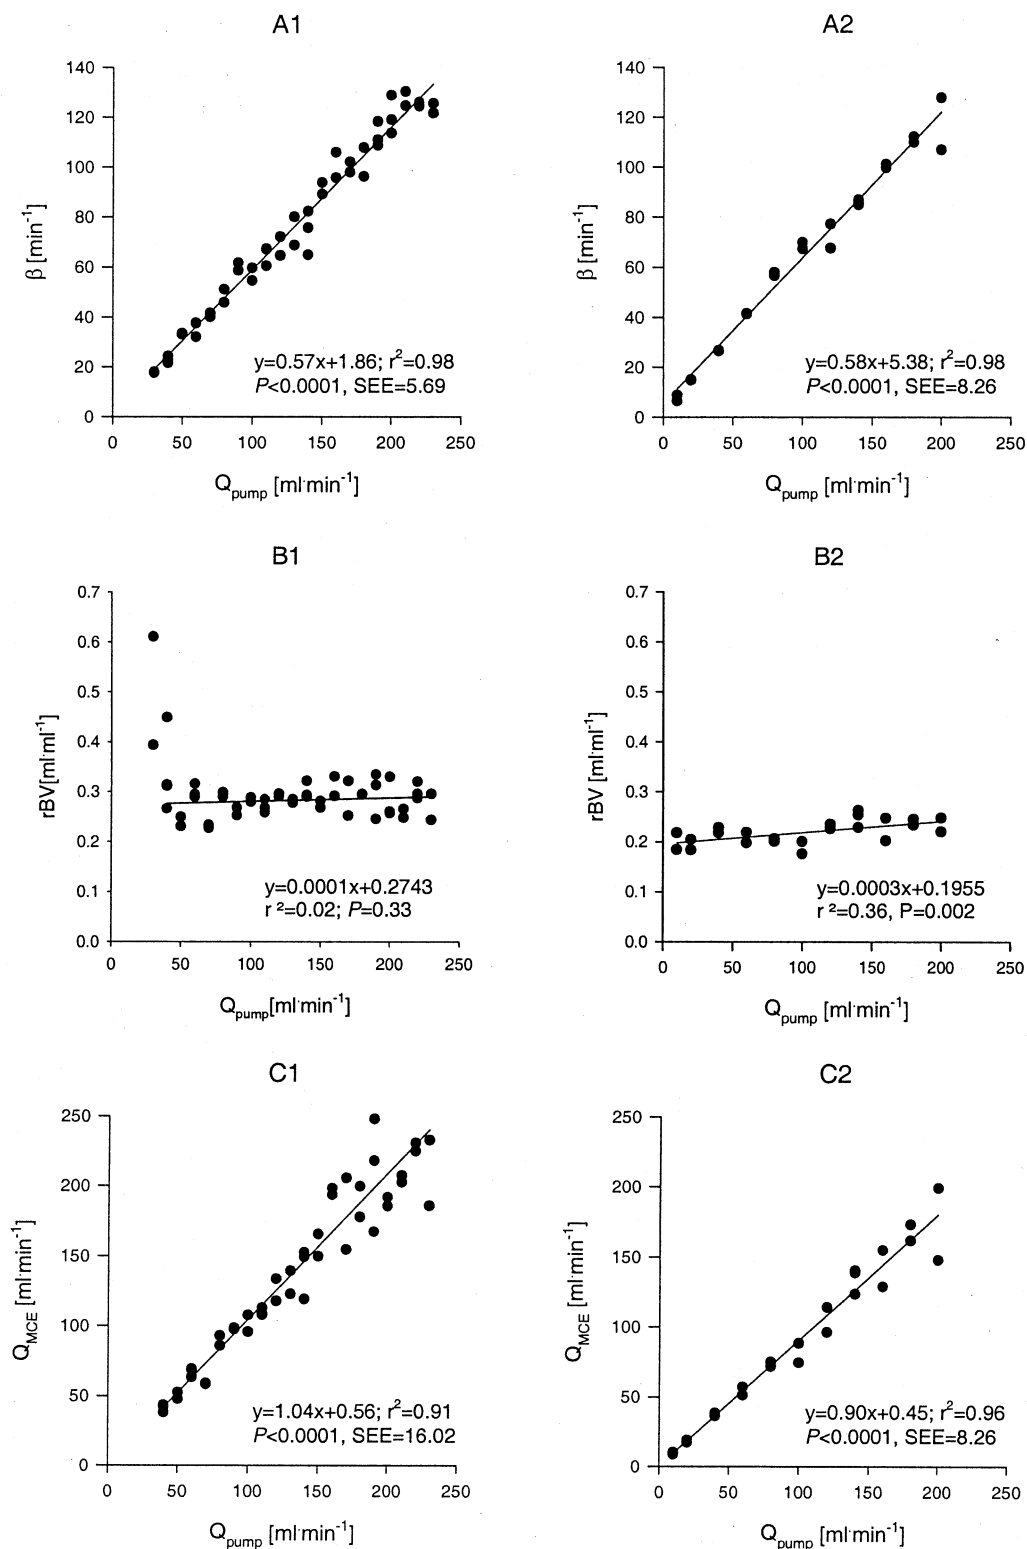 A1
140
120
100
80
60
40
20
0
β [min⁻¹]
y=0.57x+1.86; r²=0.98
P<0.0001, SEE=5.69
0 50 100 150 200 250
Qpump [ml·min⁻¹]
A2
140
120
100
80
60
40
20
0
β [min⁻¹]
y=0.58x+5.38; r²=0.98
P<0.0001, SEE=8.26
0 50 100 150 200 250
Qpump [ml·min⁻¹]
B1
0.7
0.6
0.5
0.4
0.3
0.2
0.1
0.0
rBV[ml·ml⁻¹]
y=0.0001x+0.2743
r ²=0.02; P=0.33
0 50 100 150 200 250
Qpump[ml·min⁻¹]
B2
0.7
0.6
0.5
0.4
0.3
0.2
0.1
0.0
rBV [ml·ml⁻¹]
y=0.0003x+0.1955
r ²=0.36, P=0.002
0 50 100 150 200 250
Qpump [ml·min⁻¹]
C1
250
200
150
100
50
0
QMCE [ml·min⁻¹]
y=1.04x+0.56; r²=0.91
P<0.0001, SEE=16.02
0 50 100 150 200 250
Qpump [ml·min⁻¹]
C2
250
200
150
100
50
0
QMCE [ml·min⁻¹]
y=0.90x+0.45; r²=0.96
P<0.0001, SEE=8.26
0 50 100 150 200 250
Qpump [ml·min⁻¹]